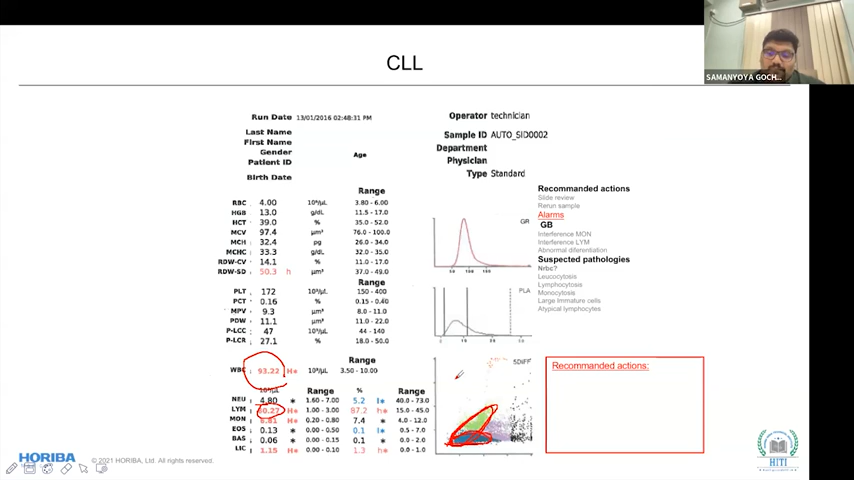 CLL
SAMANYOYA GOCH...
Run Date 13/01/2016 02:48:31 PM
Operator technician
Last Name
First Name
Gender
Patient ID
Birth Date
Age
Sample ID AUTO_SID0002
Department
Physician
Type Standard
Range
RBC 4.00 10⁶/µL 3.80 - 6.00
HGB 13.0 g/dL 11.5 - 17.0
HCT 39.0 % 35.0 - 52.0
MCV 97.4 µm³ 76.0 - 100.0
MCH 32.4 pg 26.0 - 34.0
MCHC 33.3 g/dL 32.0 - 35.0
RDW-CV 14.1 % 11.0 - 17.0
RDW-SD 50.3 h µm³ 37.0 - 49.0
Range
PLT 172 10³/µL 150 - 400
PCT 0.16 % 0.15 - 0.40
MPV 9.3 µm³ 8.0 - 11.0
PDW 11.1 µm³ 11.0 - 22.0
P-LCC 47 10³/µL 44 - 140
P-LCR 27.1 % 18.0 - 50.0
Range
WBC 93.22 H* 10³/µL 3.50 - 10.00
10³/µL Range % Range
NEU 4.80 * 1.60 - 7.00 5.2 l* 40.0 - 73.0
LYM H* 1.00 - 3.00 87.2 h* 15.0 - 45.0
MON 6.81 H* 0.20 - 0.80 7.4 * 4.0 - 12.0
EOS 0.13 * 0.00 - 0.50 0.1 l* 0.5 - 7.0
BAS 0.06 * 0.00 - 0.15 0.1 * 0.0 - 2.0
LIC 1.15 H* 0.00 - 0.10 1.3 h* 0.0 - 1.0
GR
PLA
5DIFF
Recommanded actions
Slide review
Rerun sample
Alarms
GB
Interference MON
Interference LYM
Abnormal diferentiation
Suspected pathologies
Nrbc?
Leucocytosis
Lymphocytosis
Monocytosis
Large Immature cells
Atypical lymphocytes
Recommanded actions:
HORIBA © 2021 HORIBA, Ltd. All rights reserved.
HITI